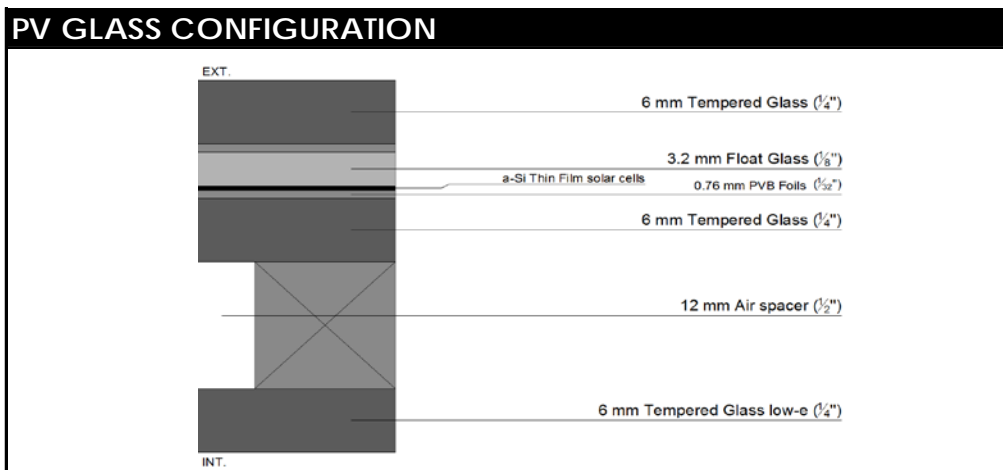 PV GLASS CONFIGURATION
EXT.
6 mm Tempered Glass (¼")
3.2 mm Float Glass (⅛")
a-Si Thin Film solar cells
0.76 mm PVB Foils (1⁄32")
6 mm Tempered Glass (¼")
12 mm Air spacer (½")
6 mm Tempered Glass low-e (¼")
INT.